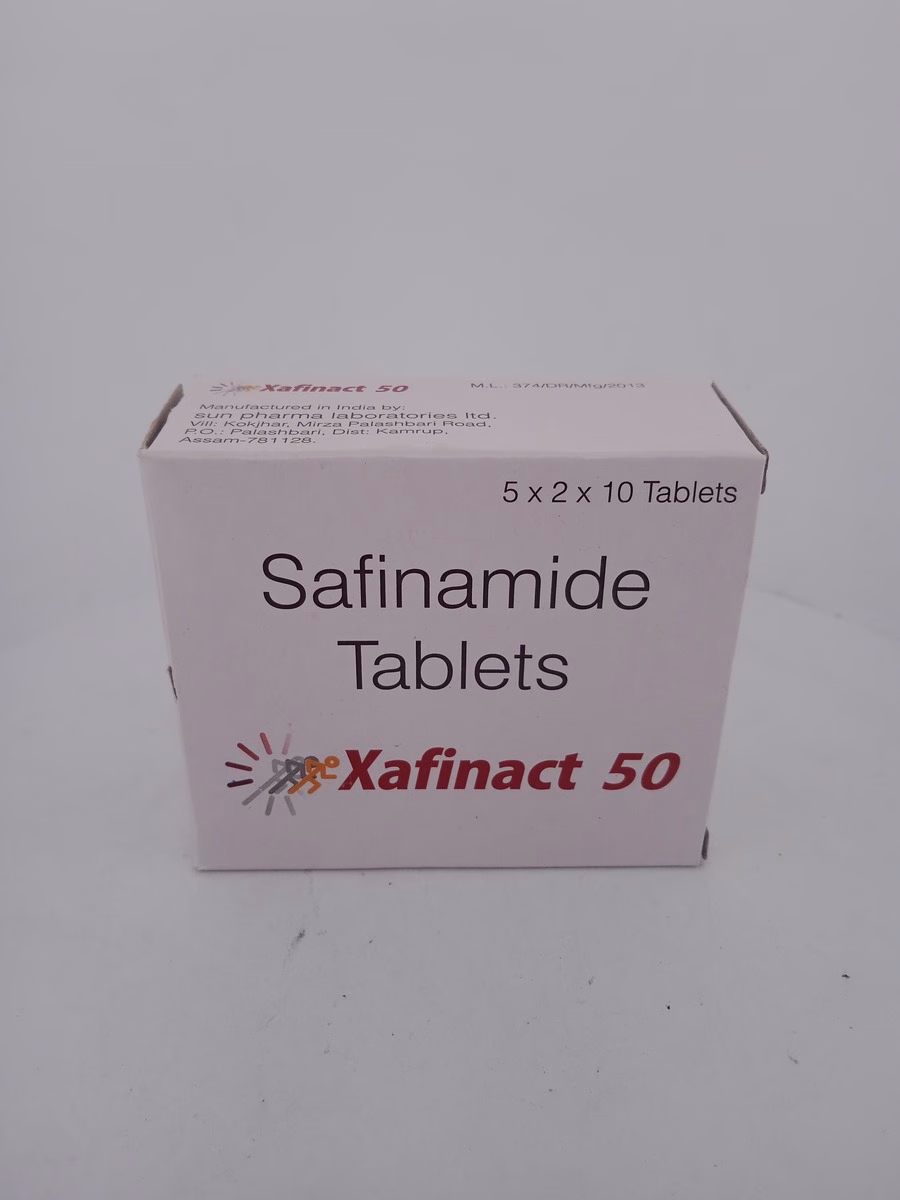 Xafinact 50
M.L.: 374/DR/Mfg/2013
Manufactured in India by:
sun pharma laboratories ltd.
Vill: Kokjhar, Mirza Palashbari Road,
P.O.: Palashbari, Dist: Kamrup,
Assam-781128.
5 x 2 x 10 Tablets
Safinamide
Tablets
Xafinact 50